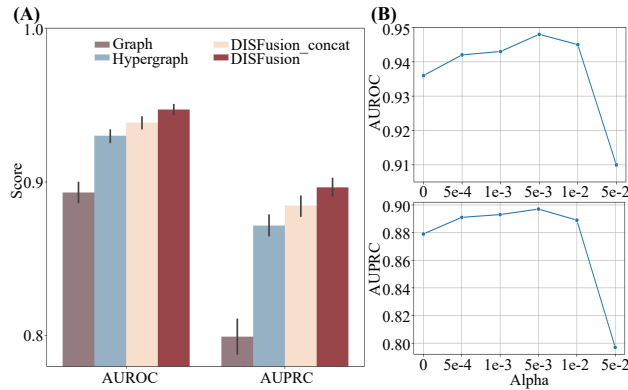 (A)
1.0
Graph
Hypergraph
DISFusion_concat
DISFusion
Score
0.9
0.8
AUROC
AUPRC
(B)
0.95
0.94
0.93
0.92
0.91
AUROC
0 5e-4 1e-3 5e-3 1e-2 5e-2
0.90
0.88
0.86
0.84
0.82
0.80
AUPRC
0 5e-4 1e-3 5e-3 1e-2 5e-2
Alpha